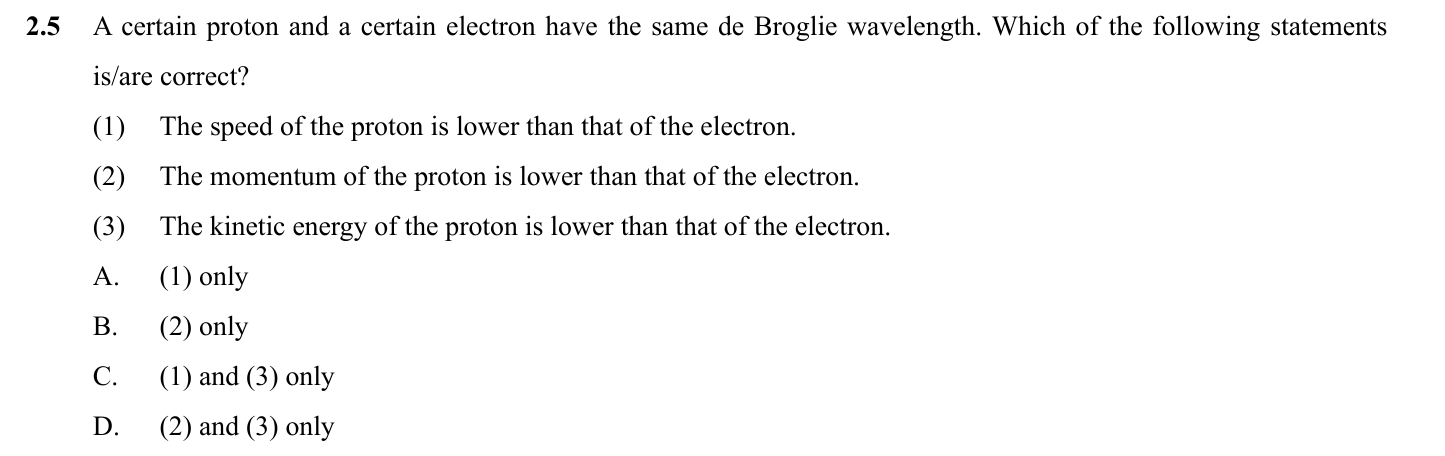 2.5 A certain proton and a certain electron have the same de Broglie wavelength. Which of the following statements
is/are correct?
(1) The speed of the proton is lower than that of the electron.
(2) The momentum of the proton is lower than that of the electron.
(3) The kinetic energy of the proton is lower than that of the electron.
A. (1) only
B. (2) only
C. (1) and (3) only
D. (2) and (3) only